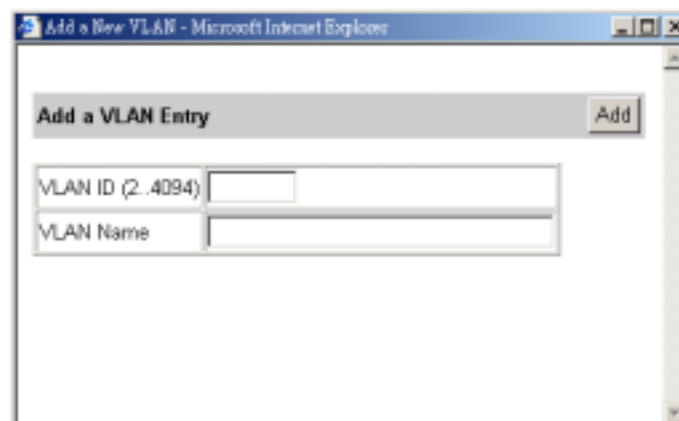 Add a New VLAN - Microsoft Internet Explorer
Add a VLAN Entry
Add
VLAN ID (2..4094)
VLAN Name